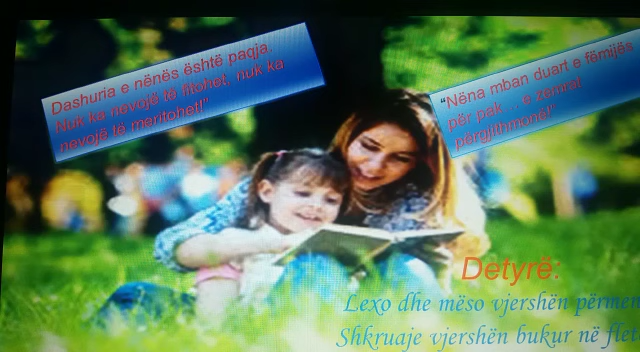 Dashuria e nënës është paqja.
Nuk ka nevojë të fitohet, nuk ka
nevojë të meritohet!"
"Nëna mban duart e fëmijës
për pak ... e zemrat
përgjithmonë!"
Detyrë:
Lexo dhe mëso vjershën përmen
Shkruaje vjershën bukur në flet